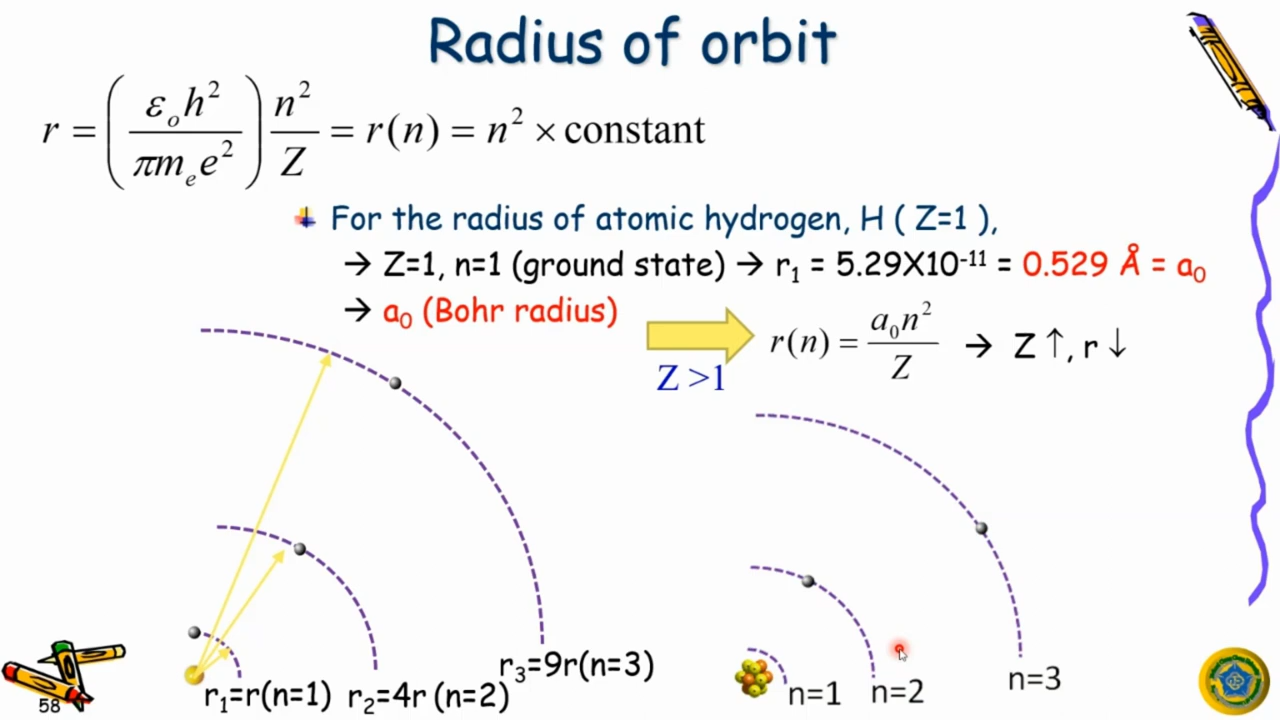 Radius of orbit
r = (ε₀h² / πmₑe²) n²/Z = r(n) = n² × constant
For the radius of atomic hydrogen, H ( Z=1 ),
→ Z=1, n=1 (ground state) → r₁ = 5.29X10⁻¹¹ = 0.529 Å = a₀
→ a₀ (Bohr radius)
Z >1
r(n) = a₀n²/Z → Z ↑, r ↓
r₁=r(n=1)
r₂=4r (n=2)
r₃=9r(n=3)
n=1
n=2
n=3
58